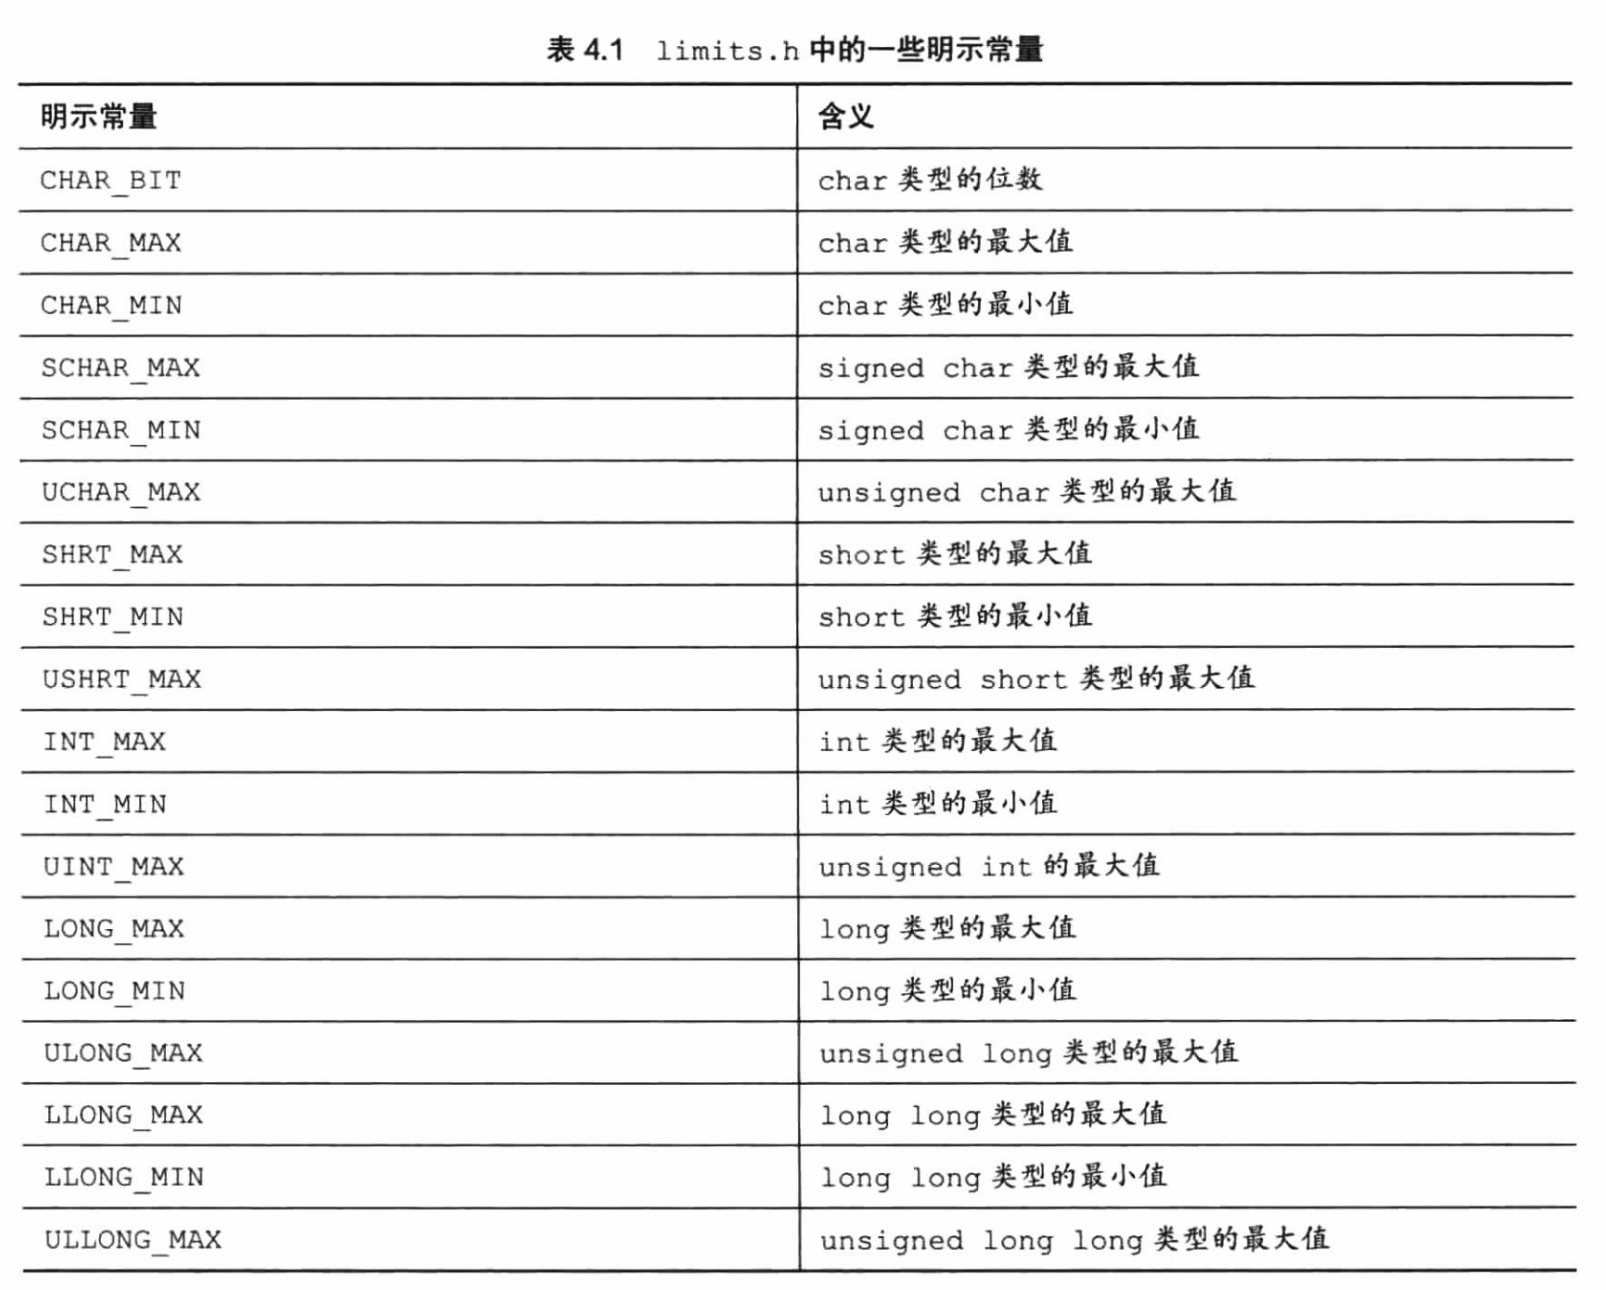 表 4.1 limits.h 中的一些明示常量
明示常量 含义
CHAR_BIT char 类型的位数
CHAR_MAX char 类型的最大值
CHAR_MIN char 类型的最小值
SCHAR_MAX signed char 类型的最大值
SCHAR_MIN signed char 类型的最小值
UCHAR_MAX unsigned char 类型的最大值
SHRT_MAX short 类型的最大值
SHRT_MIN short 类型的最小值
USHRT_MAX unsigned short 类型的最大值
INT_MAX int 类型的最大值
INT_MIN int 类型的最小值
UINT_MAX unsigned int 的最大值
LONG_MAX long 类型的最大值
LONG_MIN long 类型的最小值
ULONG_MAX unsigned long 类型的最大值
LLONG_MAX long long 类型的最大值
LLONG_MIN long long 类型的最小值
ULLONG_MAX unsigned long long 类型的最大值